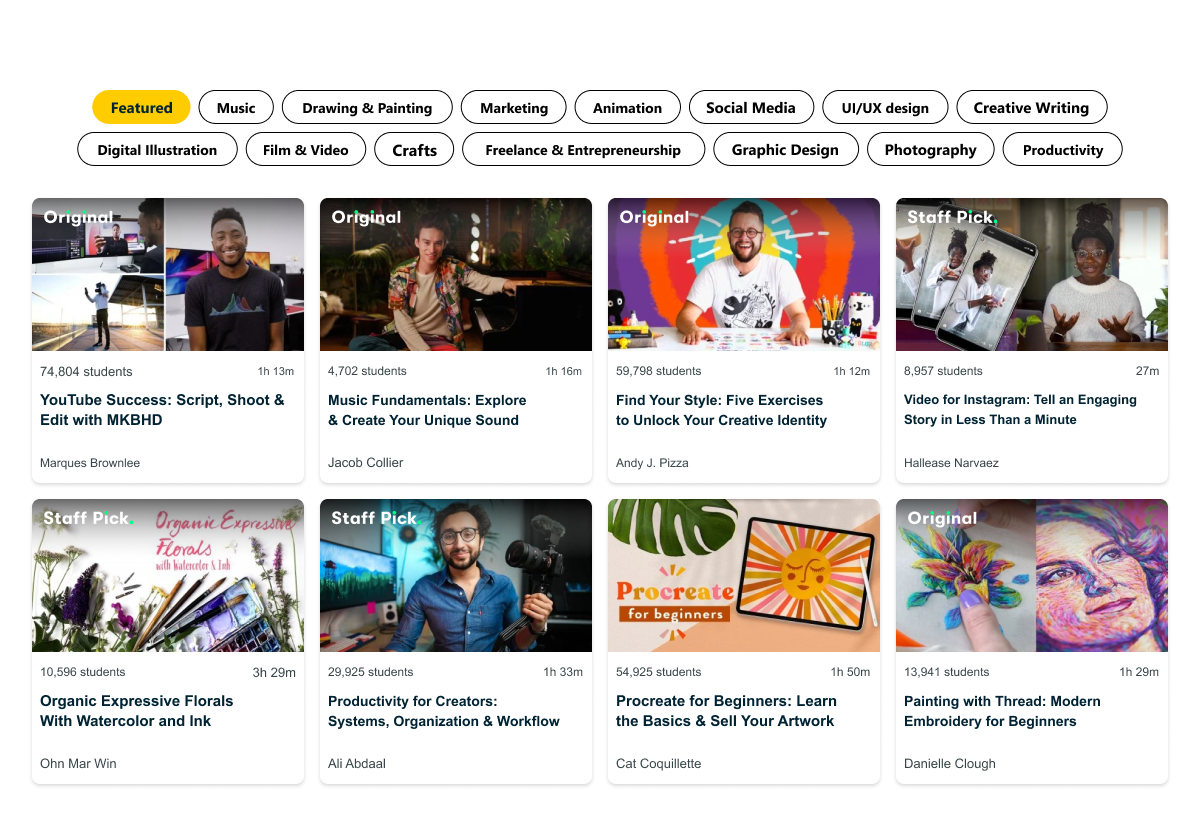 Featured
Music
Drawing & Painting
Marketing
Animation
Social Media
UI/UX design
Creative Writing
Digital Illustration
Film & Video
Crafts
Freelance & Entrepreneurship
Graphic Design
Photography
Productivity
Original
74,804 students
1h 13m
YouTube Success: Script, Shoot &
Edit with MKBHD
Marques Brownlee
Original
4,702 students
1h 16m
Music Fundamentals: Explore
& Create Your Unique Sound
Jacob Collier
Original
59,798 students
1h 12m
Find Your Style: Five Exercises
to Unlock Your Creative Identity
Andy J. Pizza
Staff Pick.
8,957 students
27m
Video for Instagram: Tell an Engaging
Story in Less Than a Minute
Hallease Narvaez
Staff Pick.
Organic Expressive
Florals
with Watercolor & Ink
10,596 students
3h 29m
Organic Expressive Florals
With Watercolor and Ink
Ohn Mar Win
Staff Pick.
29,925 students
1h 33m
Productivity for Creators:
Systems, Organization & Workflow
Ali Abdaal
Procreate
for beginners
54,925 students
1h 50m
Procreate for Beginners: Learn
the Basics & Sell Your Artwork
Cat Coquillette
Original
13,941 students
1h 29m
Painting with Thread: Modern
Embroidery for Beginners
Danielle Clough